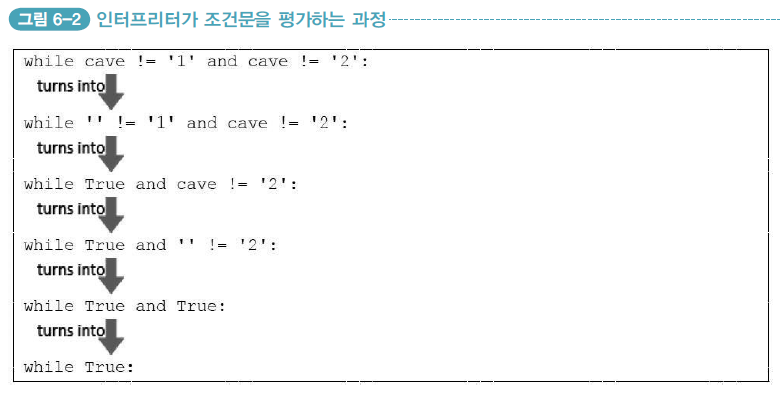 그림 6-2 인터프리터가 조건문을 평가하는 과정
while cave != '1' and cave != '2':
turns into
while '' != '1' and cave != '2':
turns into
while True and cave != '2':
turns into
while True and '' != '2':
turns into
while True and True:
turns into
while True: